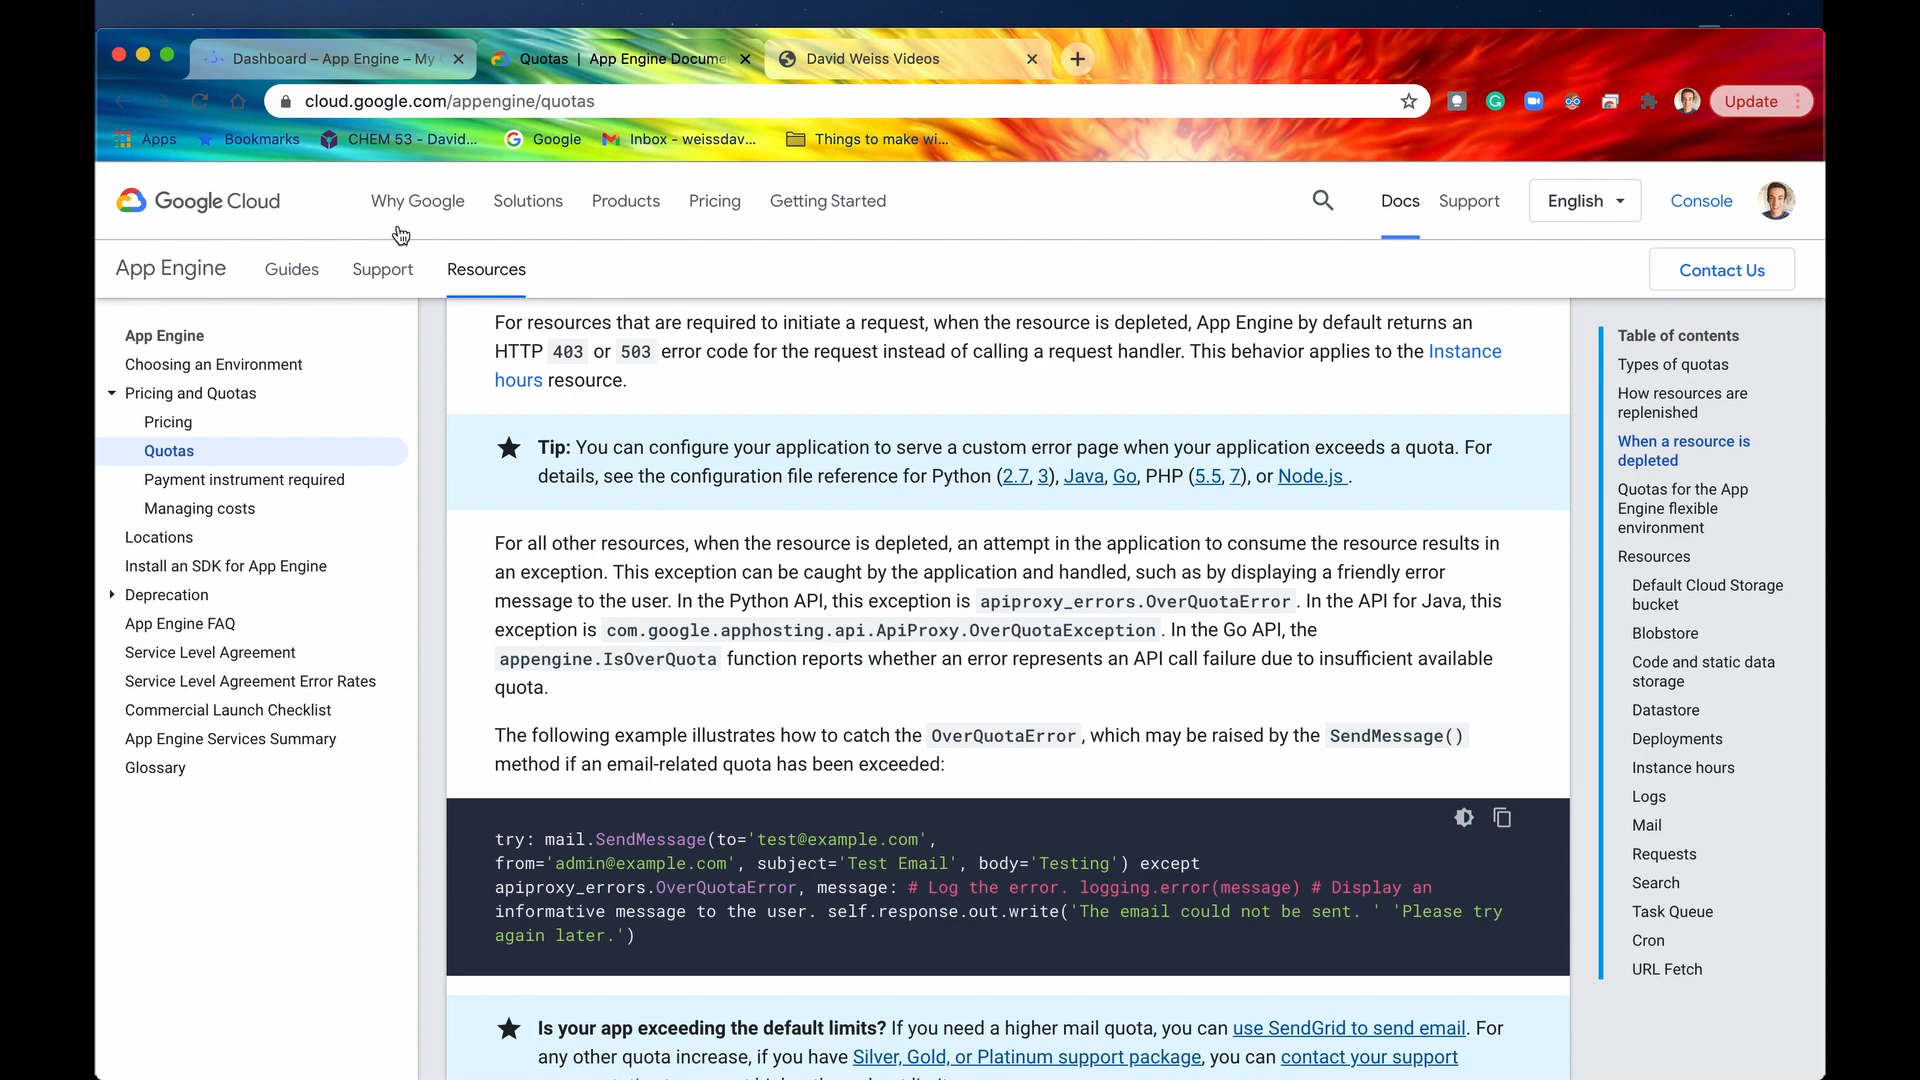 Dashboard – App Engine – My
Quotas | App Engine Docume
David Weiss Videos
cloud.google.com/appengine/quotas
Update
Apps
Bookmarks
CHEM 53 - David...
Google
Inbox - weissdav...
Things to make wi...
Google Cloud
Why Google
Solutions
Products
Pricing
Getting Started
Docs
Support
English
Console
App Engine
Guides
Support
Resources
Contact Us
App Engine
Choosing an Environment
Pricing and Quotas
Pricing
Quotas
Payment instrument required
Managing costs
Locations
Install an SDK for App Engine
Deprecation
App Engine FAQ
Service Level Agreement
Service Level Agreement Error Rates
Commercial Launch Checklist
App Engine Services Summary
Glossary
For resources that are required to initiate a request, when the resource is depleted, App Engine by default returns an
HTTP 403 or 503 error code for the request instead of calling a request handler. This behavior applies to the Instance
hours resource.
Tip: You can configure your application to serve a custom error page when your application exceeds a quota. For
details, see the configuration file reference for Python (2.7, 3), Java, Go, PHP (5.5, 7), or Node.js .
For all other resources, when the resource is depleted, an attempt in the application to consume the resource results in
an exception. This exception can be caught by the application and handled, such as by displaying a friendly error
message to the user. In the Python API, this exception is apiproxy_errors.OverQuotaError. In the API for Java, this
exception is com.google.apphosting.api.ApiProxy.OverQuotaException. In the Go API, the
appengine.IsOverQuota function reports whether an error represents an API call failure due to insufficient available
quota.
The following example illustrates how to catch the OverQuotaError, which may be raised by the SendMessage()
method if an email-related quota has been exceeded:
try: mail.SendMessage(to='test@example.com',
from='admin@example.com', subject='Test Email', body='Testing') except
apiproxy_errors.OverQuotaError, message: # Log the error. logging.error(message) # Display an
informative message to the user. self.response.out.write('The email could not be sent. ' 'Please try
again later.')
Is your app exceeding the default limits? If you need a higher mail quota, you can use SendGrid to send email. For
any other quota increase, if you have Silver, Gold, or Platinum support package, you can contact your support
Table of contents
Types of quotas
How resources are
replenished
When a resource is
depleted
Quotas for the App
Engine flexible
environment
Resources
Default Cloud Storage
bucket
Blobstore
Code and static data
storage
Datastore
Deployments
Instance hours
Logs
Mail
Requests
Search
Task Queue
Cron
URL Fetch